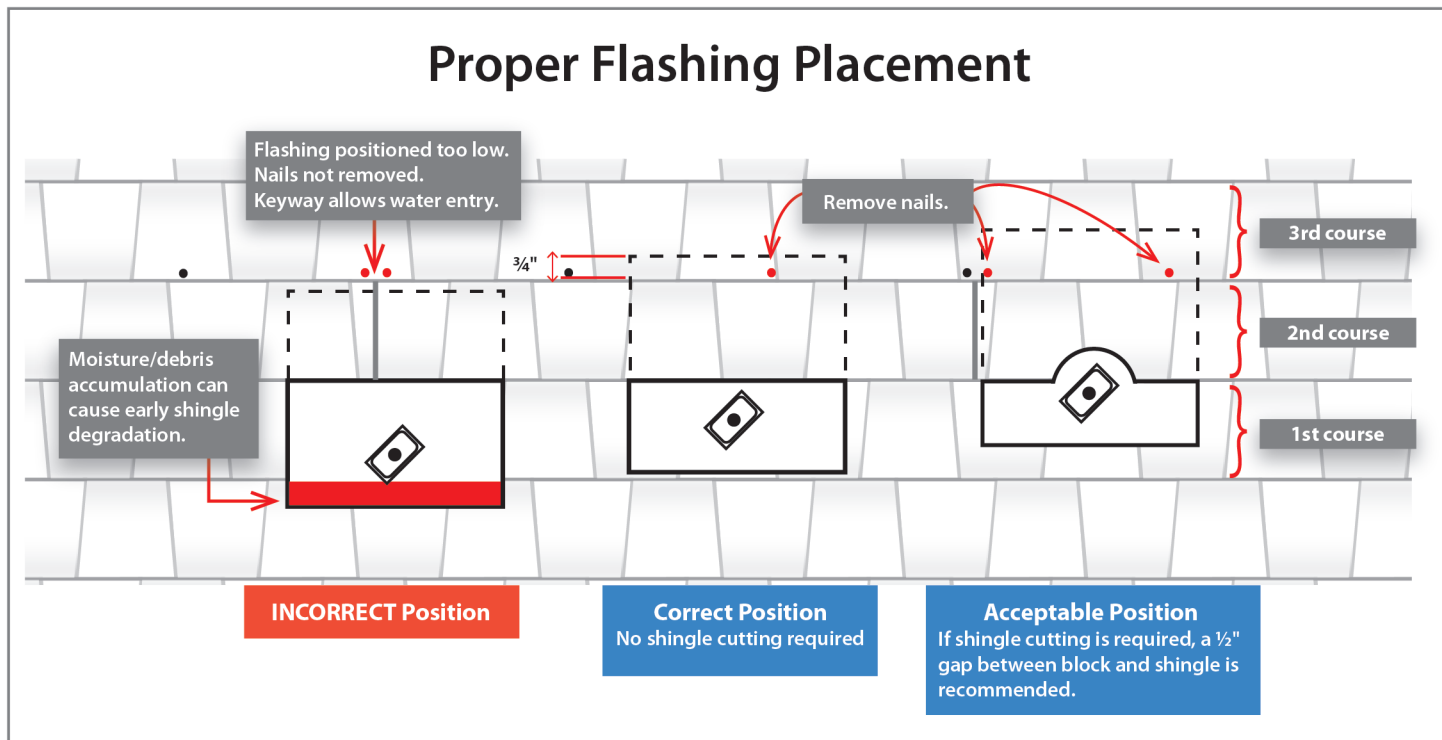 Proper Flashing Placement
Flashing positioned too low.
Nails not removed.
Keyway allows water entry.
Remove nails.
3rd course
¾"
2nd course
Moisture/debris
accumulation can
cause early shingle
degradation.
1st course
INCORRECT Position
Correct Position
No shingle cutting required
Acceptable Position
If shingle cutting is required, a ½"
gap between block and shingle is
recommended.